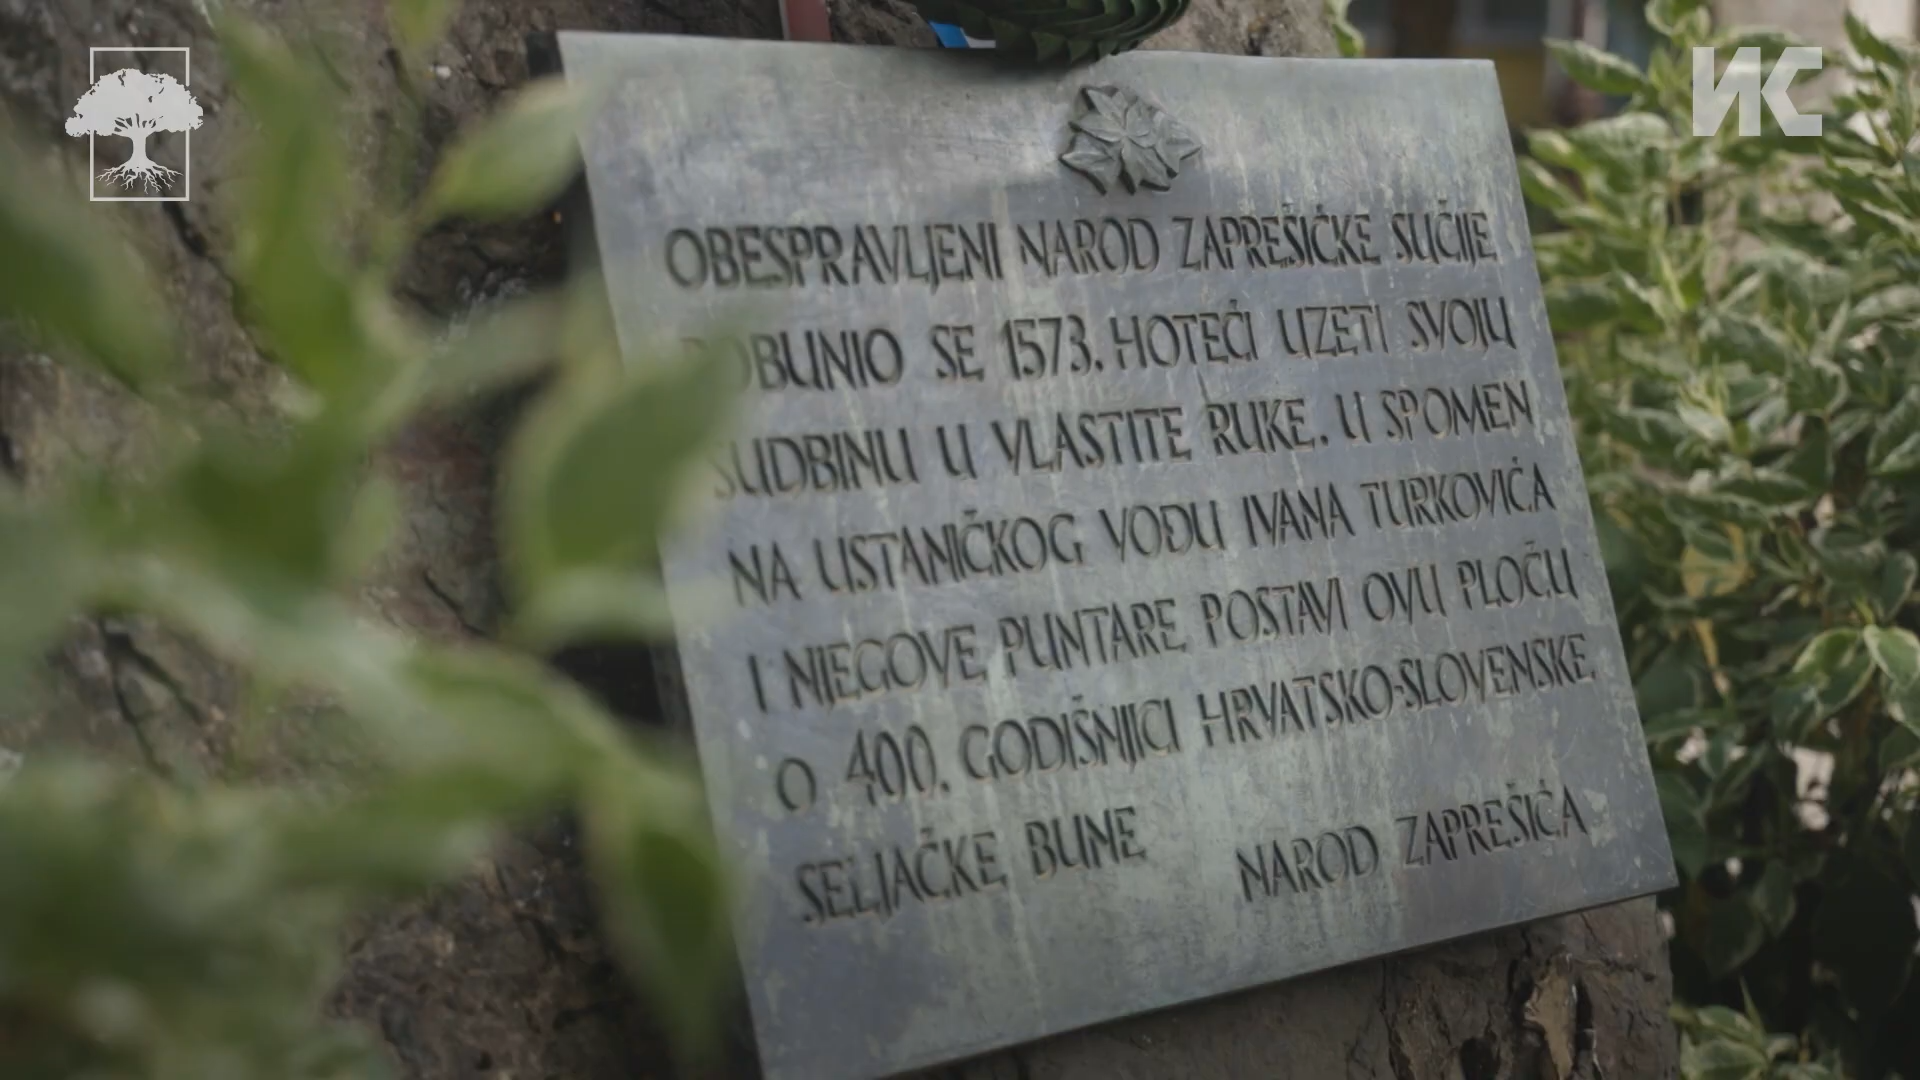 ИС
OBESPRAVLJENI NAROD ZAPREŠIĆKE SUČIJE
POBUNIO SE 1573. HOTEĆI UZETI SVOJU
SUDBINU U VLASTITE RUKE. U SPOMEN
NA USTANIČKOG VOĐU IVANA TURKOVIĆA
I NJEGOVE PUNTARE POSTAVI OVU PLOČU
O 400. GODIŠNJICI HRVATSKO-SLOVENSKE
SELJAČKE BUNE NAROD ZAPREŠIĆA